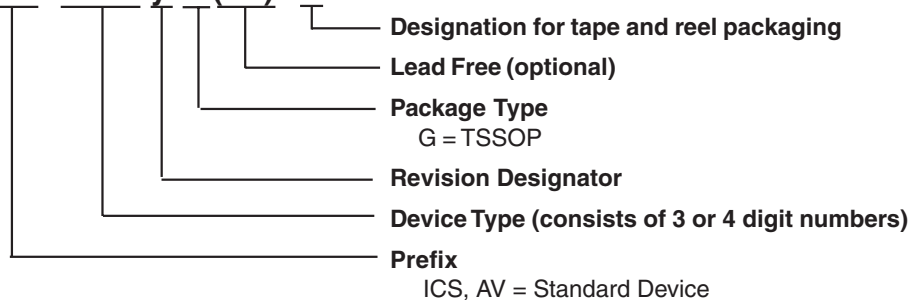 Designation for tape and reel packaging
Lead Free (optional)
Package Type
G = TSSOP
Revision Designator
Device Type (consists of 3 or 4 digit numbers)
Prefix
ICS, AV = Standard Device